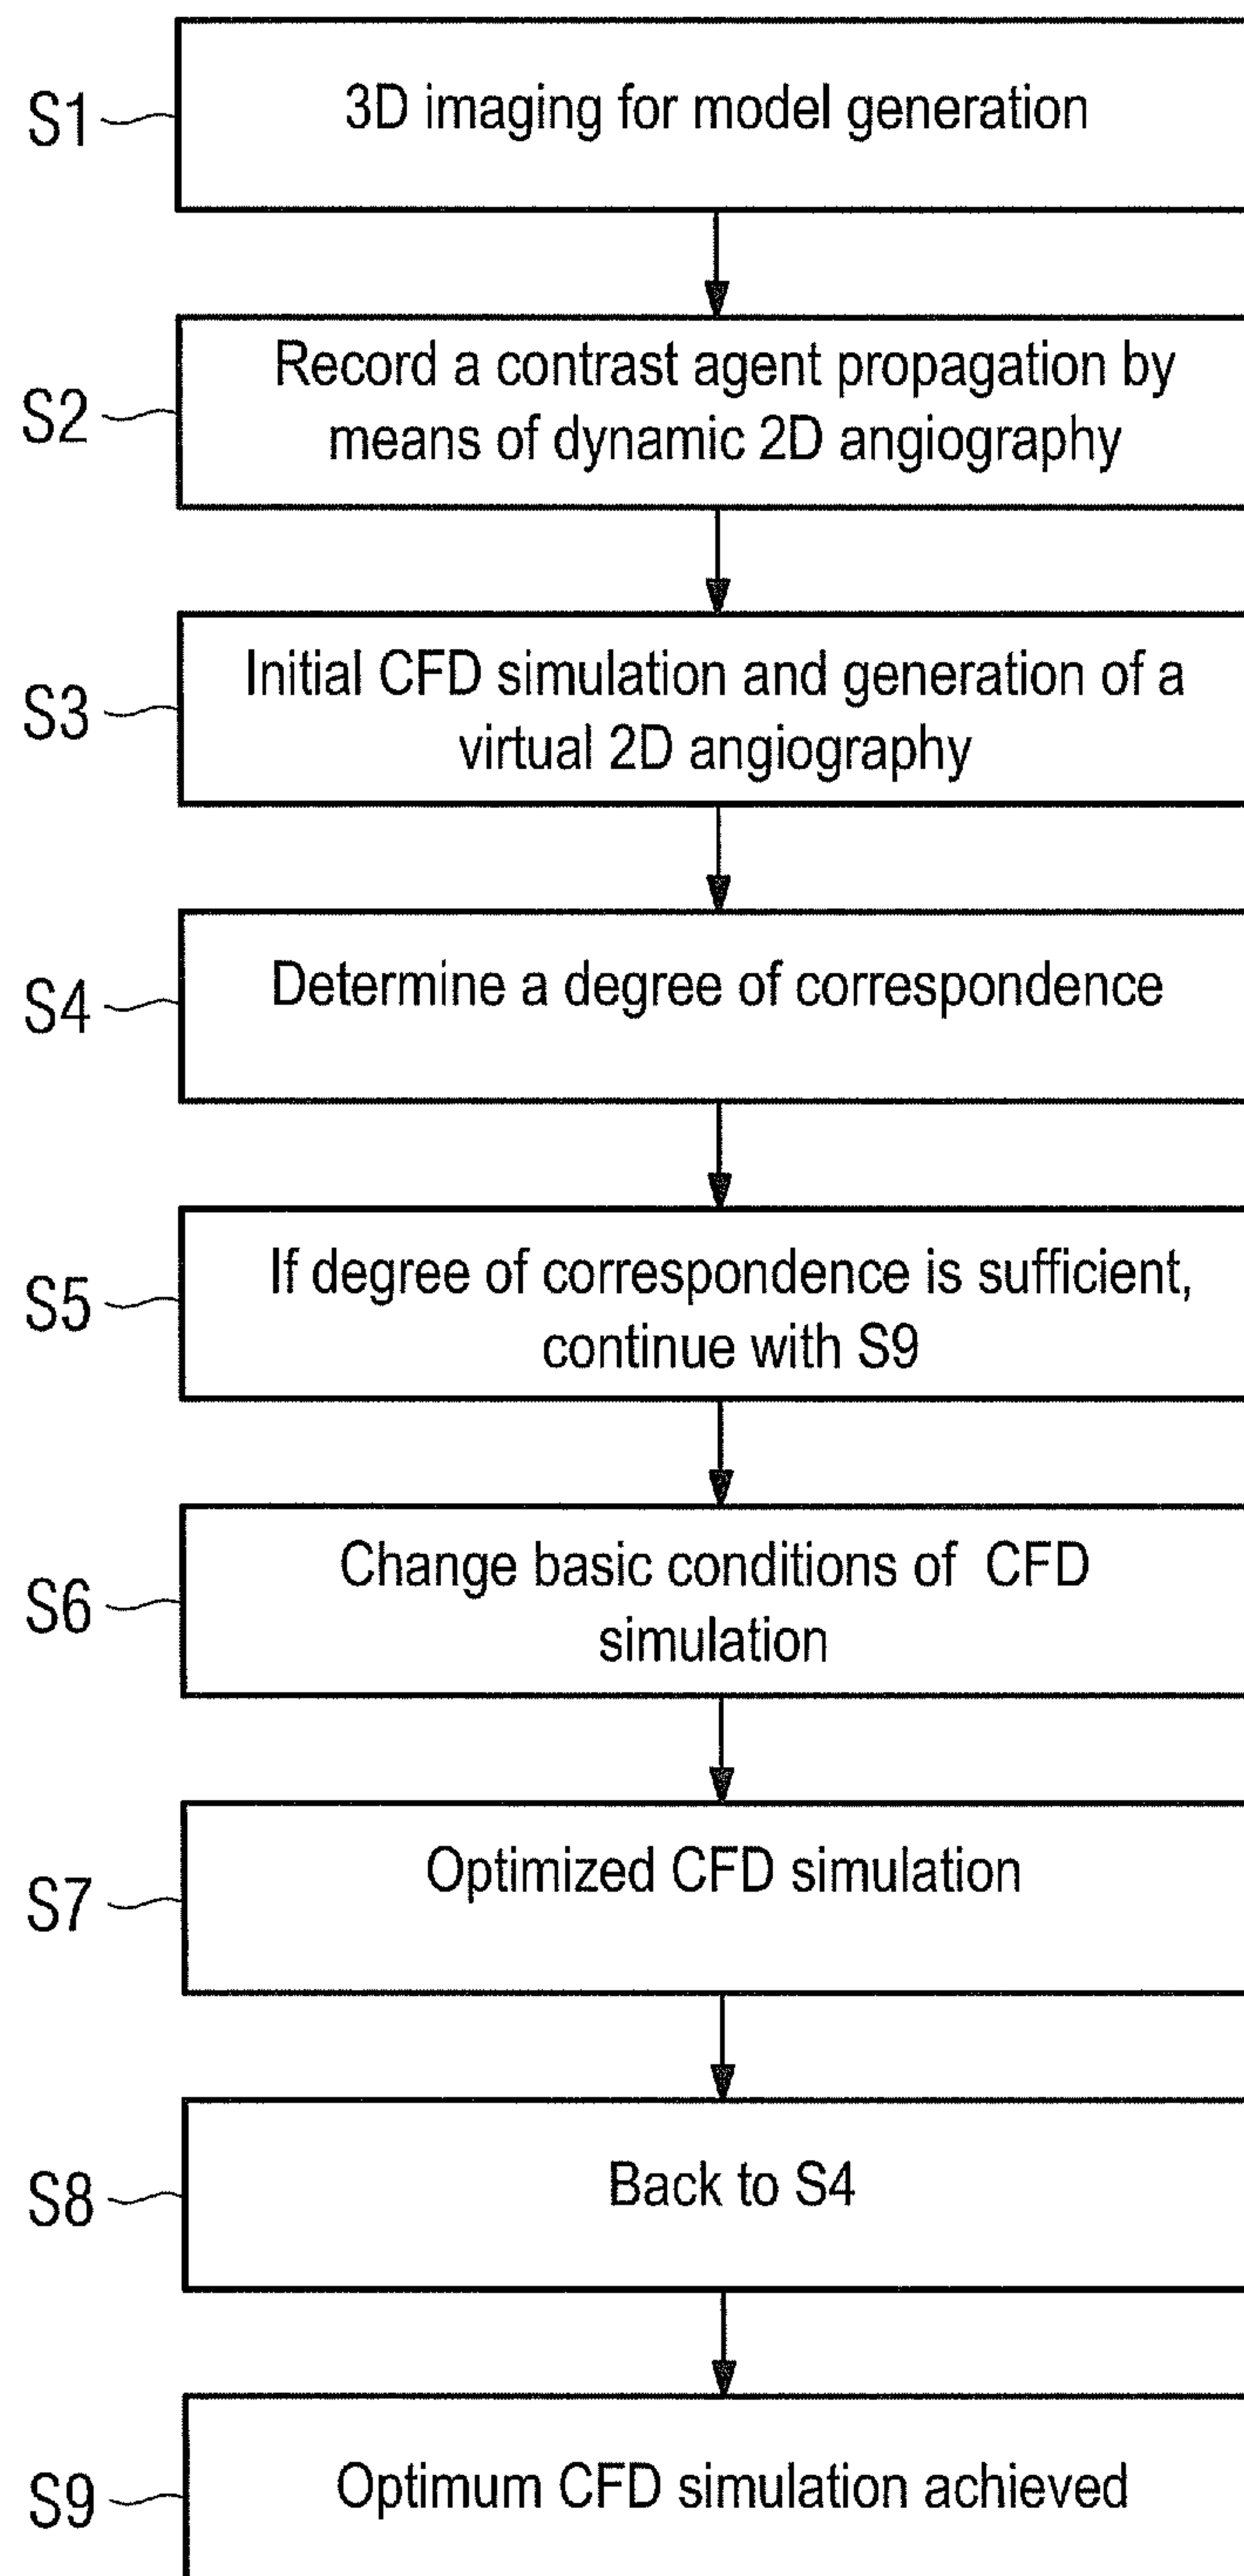 S1
3D imaging for model generation
S2
Record a contrast agent propagation by
means of dynamic 2D angiography
S3
Initial CFD simulation and generation of a
virtual 2D angiography
S4
Determine a degree of correspondence
S5
If degree of correspondence is sufficient,
continue with S9
S6
Change basic conditions of CFD
simulation
S7
Optimized CFD simulation
S8
Back to S4
S9
Optimum CFD simulation achieved